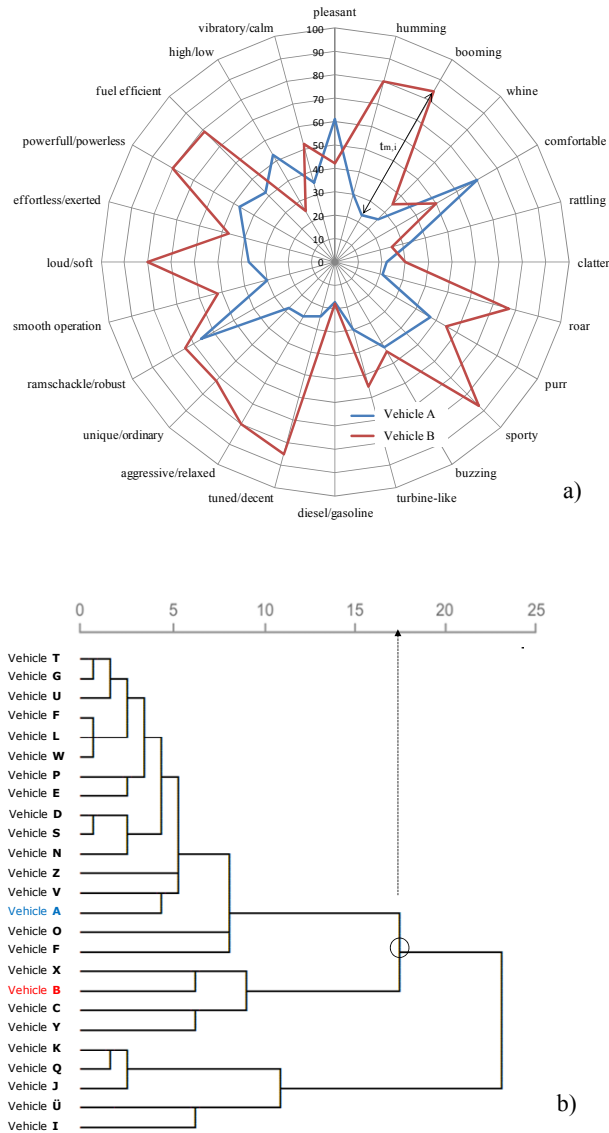 pleasant
vibratory/calm
humming
high/low
booming
fuel efficient
whine
powerfull/powerless
comfortable
effortless/exerted
rattling
loud/soft
clatter
smooth operation
roar
ramschackle/robust
purr
unique/ordinary
sporty
aggressive/relaxed
buzzing
tuned/decent
turbine-like
diesel/gasoline
100
90
80
70
60
50
40
30
20
10
0
tm,i
Vehicle A
Vehicle B
a)
0 5 10 15 20 25
Vehicle T
Vehicle G
Vehicle U
Vehicle F
Vehicle L
Vehicle W
Vehicle P
Vehicle E
Vehicle D
Vehicle S
Vehicle N
Vehicle Z
Vehicle V
Vehicle A
Vehicle O
Vehicle F
Vehicle X
Vehicle B
Vehicle C
Vehicle Y
Vehicle K
Vehicle Q
Vehicle J
Vehicle Ü
Vehicle I
b)